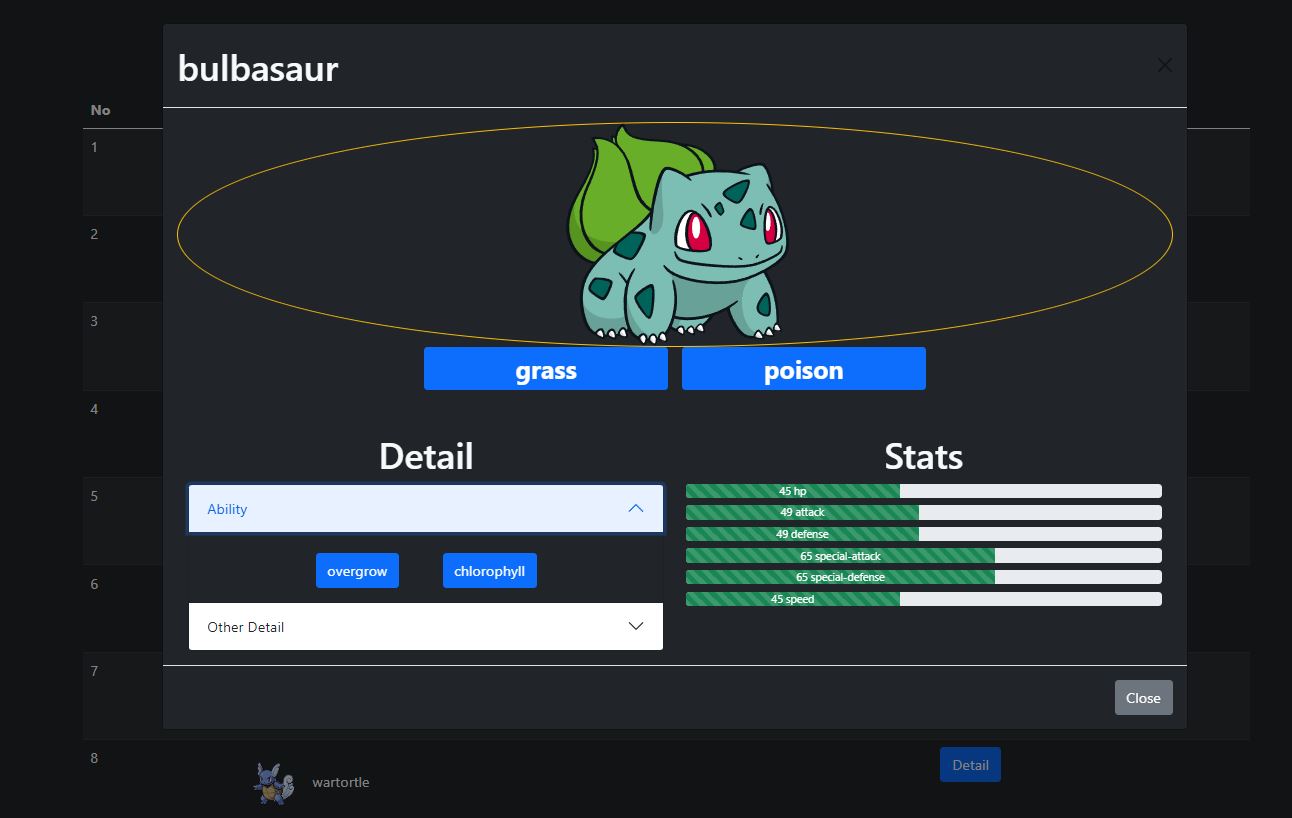 bulbasaur
No
1
2
3
4
5
6
7
8
grass poison
Detail
Ability
overgrow chlorophyll
Other Detail
Stats
45 hp
49 attack
49 defense
65 special-attack
65 special-defense
45 speed
Close
wartortle
Detail